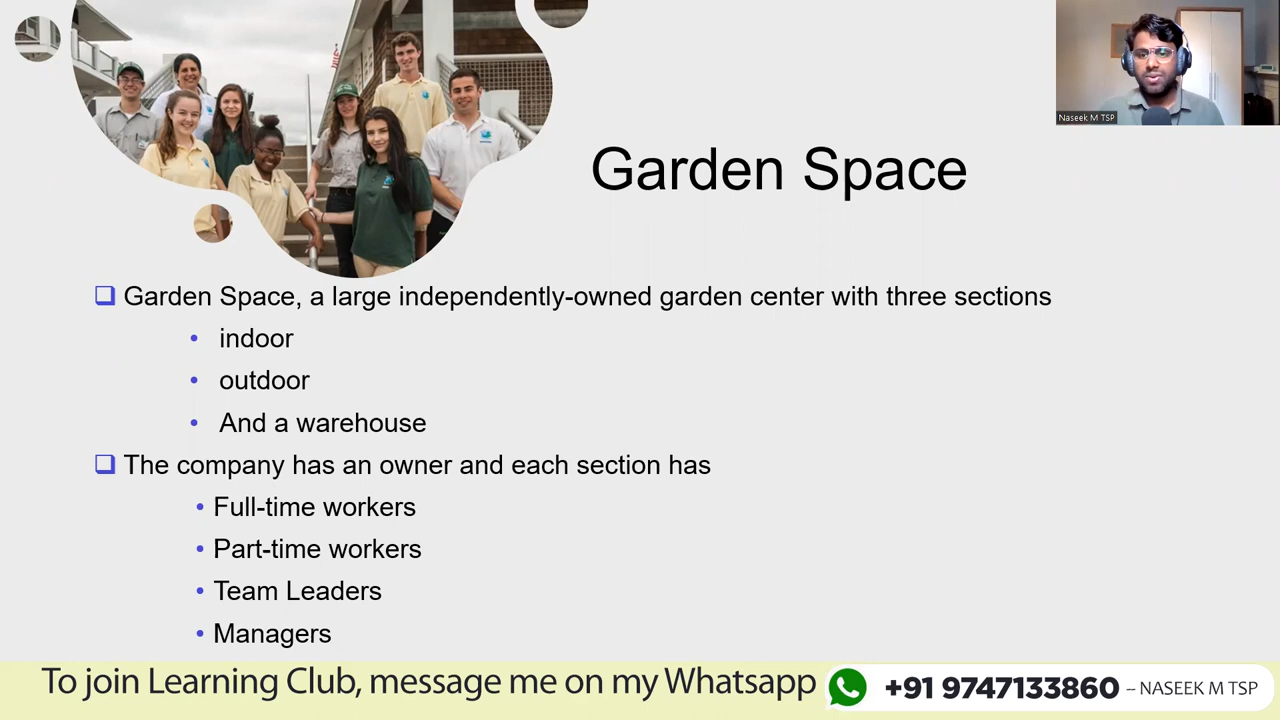 Naseek M TSP
Garden Space
Garden Space, a large independently-owned garden center with three sections
indoor
outdoor
And a warehouse
The company has an owner and each section has
Full-time workers
Part-time workers
Team Leaders
Managers
To join Learning Club, message me on my Whatsapp +91 9747133860 – NASEEK M TSP